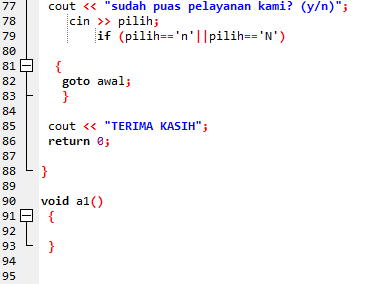 77 cout << "sudah puas pelayanan kami? (y/n)";
78 cin >> pilih;
79 if (pilih=='n'||pilih=='N')
80
81 {
82 goto awal;
83 }
84
85 cout << "TERIMA KASIH";
86 return 0;
87
88 }
89
90 void a1()
91 {
92
93 }
94
95